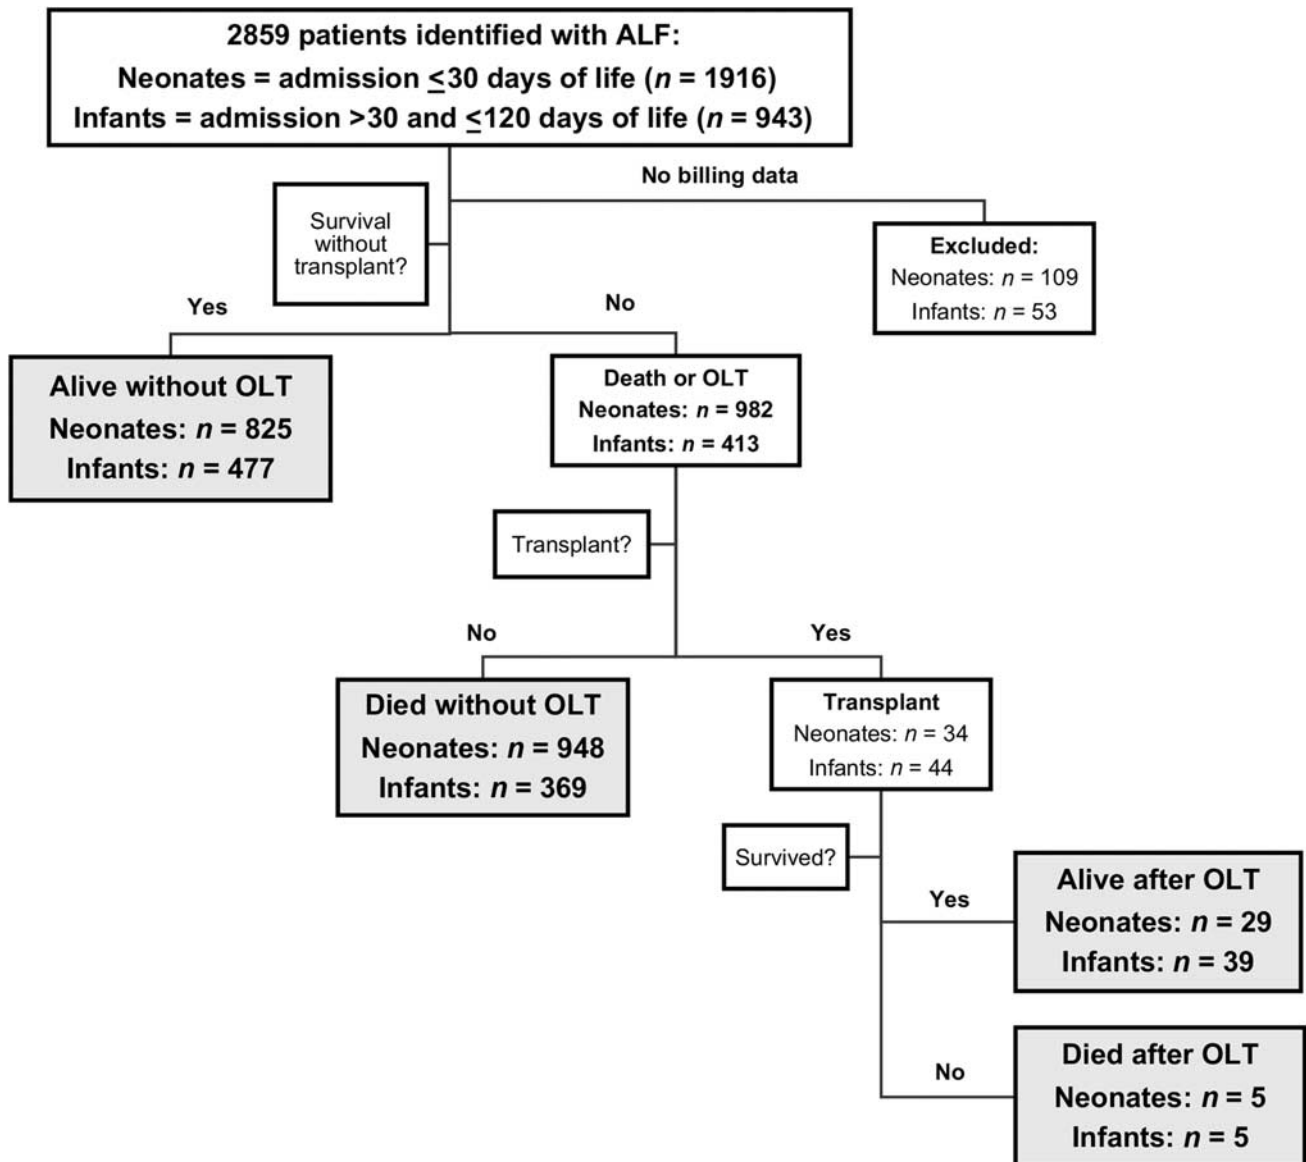 2859 patients identified with ALF:
Neonates = admission ≤30 days of life (n = 1916)
Infants = admission >30 and ≤120 days of life (n = 943)
No billing data
Survival
without
transplant?
Excluded:
Neonates: n = 109
Infants: n = 53
Yes
No
Alive without OLT
Neonates: n = 825
Infants: n = 477
Death or OLT
Neonates: n = 982
Infants: n = 413
Transplant?
No
Yes
Died without OLT
Neonates: n = 948
Infants: n = 369
Transplant
Neonates: n = 34
Infants: n = 44
Survived?
Yes
Alive after OLT
Neonates: n = 29
Infants: n = 39
No
Died after OLT
Neonates: n = 5
Infants: n = 5